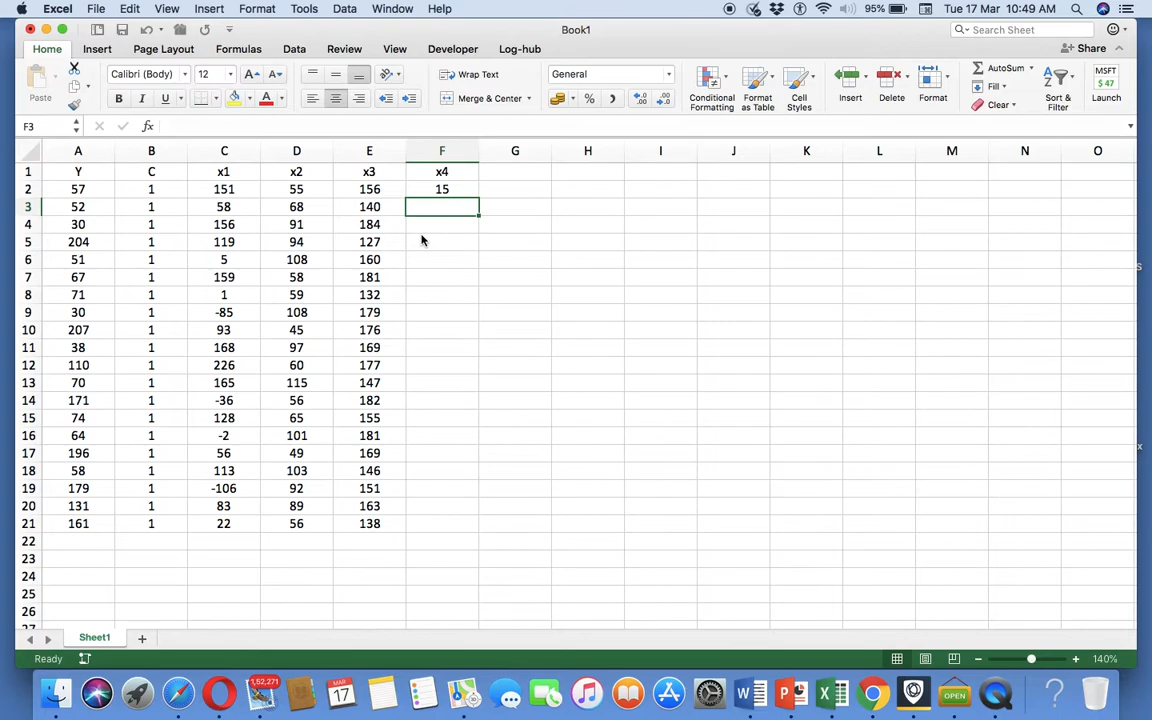 Excel File Edit View Insert Format Tools Data Window Help 95% Tue 17 Mar 10:49 AM
Book1 Search Sheet
Home Insert Page Layout Formulas Data Review View Developer Log-hub Share
Paste Calibri (Body) 12 A A Wrap Text General Conditional Formatting Format as Table Cell Styles Insert Delete Format AutoSum Sort & Filter MSFT $ 47 Launch
B I U A Merge & Center % Fill Clear
F3 fx
A B C D E F G H I J K L M N O
1 Y C x1 x2 x3 x4
2 57 1 151 55 156 15
3 52 1 58 68 140
4 30 1 156 91 184
5 204 1 119 94 127
6 51 1 5 108 160
7 67 1 159 58 181
8 71 1 1 59 132
9 30 1 -85 108 179
10 207 1 93 45 176
11 38 1 168 97 169
12 110 1 226 60 177
13 70 1 165 115 147
14 171 1 -36 56 182
15 74 1 128 65 155
16 64 1 -2 101 181
17 196 1 56 49 169
18 58 1 113 103 146
19 179 1 -106 92 151
20 131 1 83 89 163
21 161 1 22 56 138
22
23
24
25
26
27
Sheet1
Ready 140%
1,52,271 MAR 17 OPEN